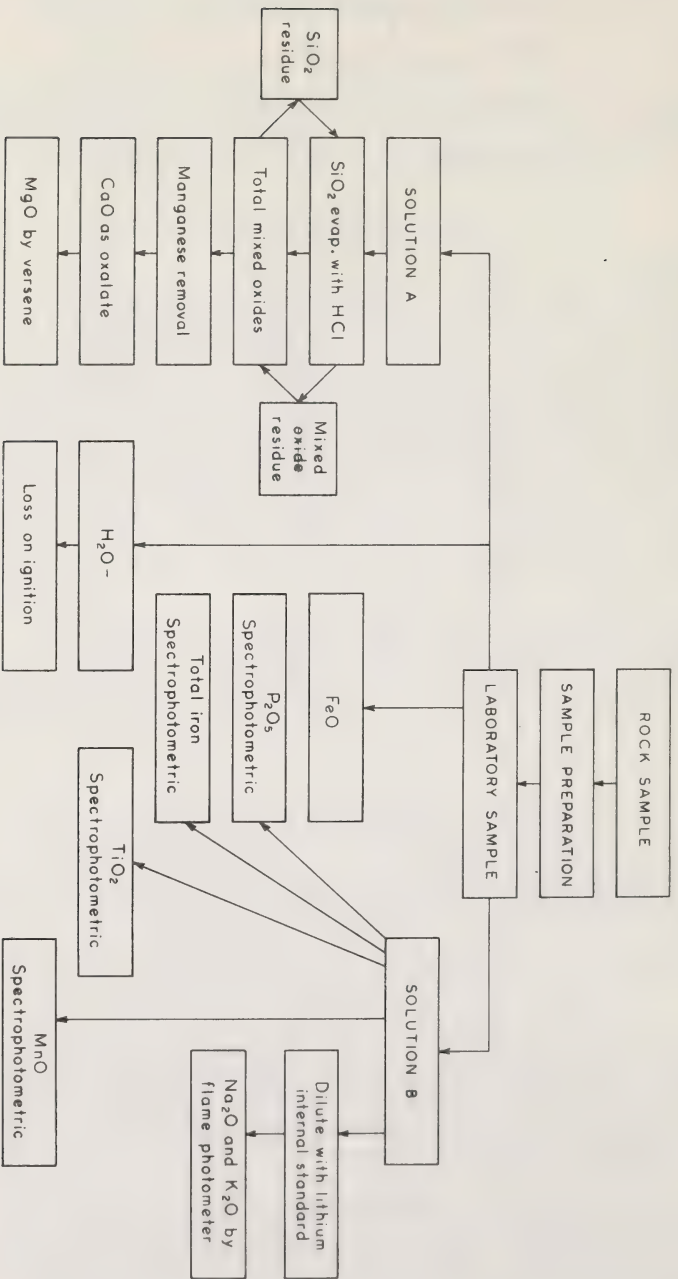 ROCK SAMPLE
SAMPLE PREPARATION
LABORATORY SAMPLE
SOLUTION A
SiO₂ evap. with HCl
SiO₂
residue
Mixed
oxide
residue
Total mixed oxides
Manganese removal
CaO as oxalate
MgO by versene
H₂O −
Loss on ignition
FeO
P₂O₅
Spectrophotometric
Total iron
Spectrophotometric
TiO₂
Spectrophotometric
MnO
Spectrophotometric
SOLUTION B
Dilute with lithium
internal standard
Na₂O and K₂O by
flame photometer